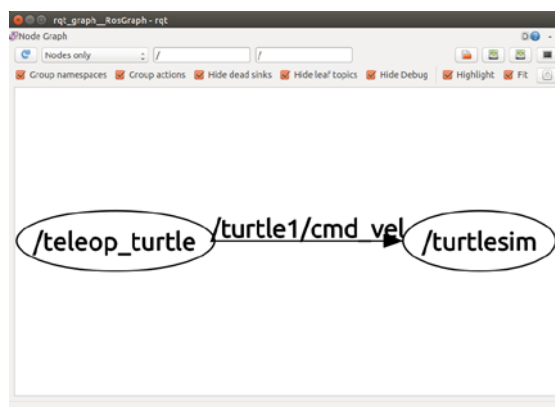 rqt_graph__RosGraph - rqt
Node Graph
D
-
Nodes only
/
/
Group namespaces
Group actions
Hide dead sinks
Hide leaf topics
Hide Debug
Highlight
Fit
/teleop_turtle
/turtle1/cmd_vel
/turtlesim